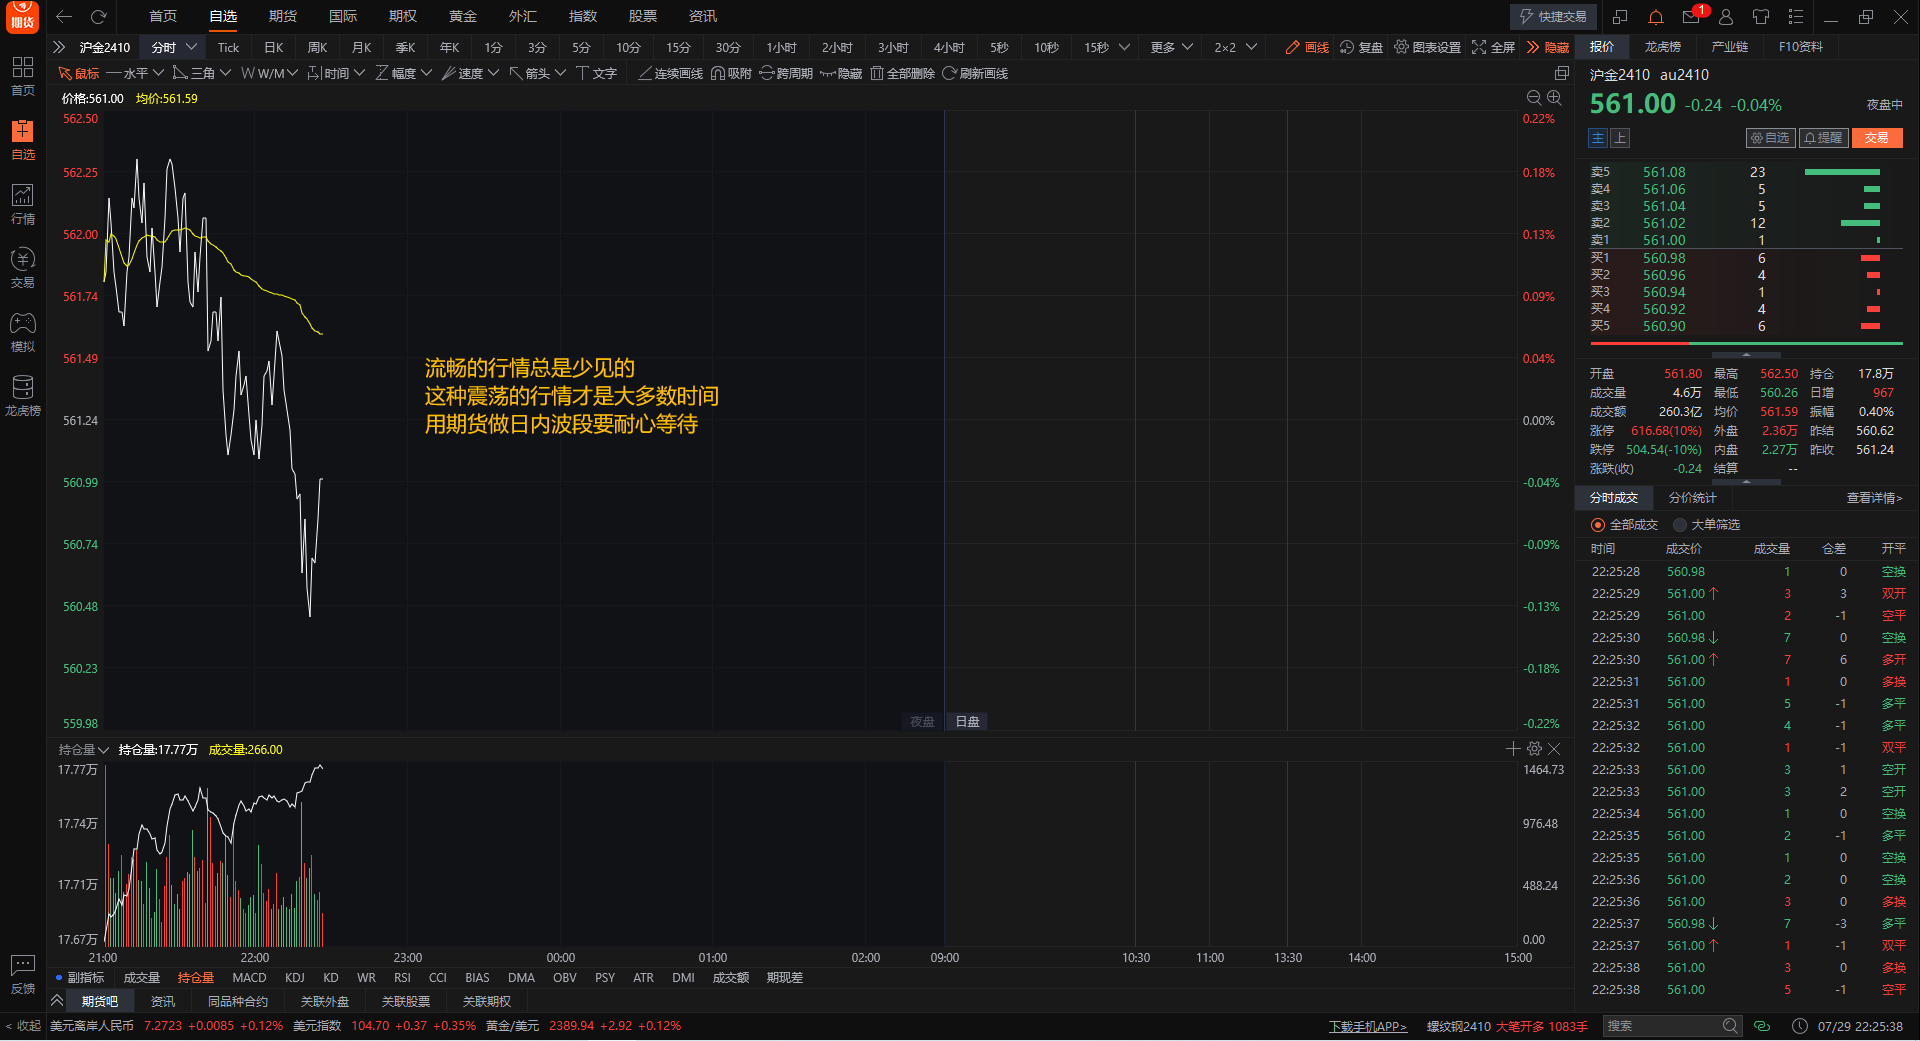 期货 首页 自选 期货 国际 期权 黄金 外汇 指数 股票 资讯 快捷交易 1
沪金2410 分时 Tick 日K 周K 月K 季K 年K 1分 3分 5分 10分 15分 30分 1小时 2小时 3小时 4小时 5秒 10秒 15秒 更多 2×2 画线 复盘 图表设置 全屏 隐藏 报价 龙虎榜 产业链 F10资料
鼠标 水平 三角 W/M 时间 幅度 速度 箭头 文字 连续画线 吸附 跨周期 隐藏 全部删除 刷新画线
首页
自选
行情
交易
模拟
龙虎榜
反馈
价格:561.00 均价:561.59
562.50 0.22%
562.25 0.18%
562.00 0.13%
561.74 0.09%
561.49 0.04%
561.24 0.00%
560.99 -0.04%
560.74 -0.09%
560.48 -0.13%
560.23 -0.18%
559.98 -0.22%
流畅的行情总是少见的
这种震荡的行情才是大多数时间
用期货做日内波段要耐心等待
夜盘 日盘
持仓量 持仓量:17.77万 成交量:266.00
17.77万 1464.73
17.74万 976.48
17.71万 488.24
17.67万 0.00
21:00 22:00 23:00 00:00 01:00 02:00 09:00 10:30 11:00 13:30 14:00 15:00
副指标 成交量 持仓量 MACD KDJ KD WR RSI CCI BIAS DMA OBV PSY ATR DMI 成交额 期现差
期货吧 资讯 同品种合约 关联外盘 关联股票 关联期权
沪金2410 au2410
561.00 -0.24 -0.04% 夜盘中
主 上 自选 提醒 交易
卖5 561.08 23
卖4 561.06 5
卖3 561.04 5
卖2 561.02 12
卖1 561.00 1
买1 560.98 6
买2 560.96 4
买3 560.94 1
买4 560.92 4
买5 560.90 6
开盘 561.80 最高 562.50 持仓 17.8万
成交量 4.6万 最低 560.26 日增 967
成交额 260.3亿 均价 561.59 振幅 0.40%
涨停 616.68(10%) 外盘 2.36万 昨结 560.62
跌停 504.54(-10%) 内盘 2.27万 昨收 561.24
涨跌(收) -0.24 结算 --
分时成交 分价统计 查看详情>
全部成交 大单筛选
时间 成交价 成交量 仓差 开平
22:25:28 560.98 1 0 空换
22:25:29 561.00↑ 3 3 双开
22:25:29 561.00 2 -1 空平
22:25:30 560.98↓ 7 0 空换
22:25:30 561.00↑ 7 6 多开
22:25:31 561.00 1 0 多换
22:25:31 561.00 5 -1 多平
22:25:32 561.00 4 -1 多平
22:25:32 561.00 1 -1 双平
22:25:33 561.00 3 1 空开
22:25:33 561.00 3 2 空开
22:25:34 561.00 1 0 空换
22:25:35 561.00 2 -1 多平
22:25:35 561.00 1 0 空换
22:25:36 561.00 2 0 空换
22:25:36 561.00 3 0 多换
22:25:37 560.98↓ 7 -3 多平
22:25:37 561.00↑ 1 -1 双平
22:25:38 561.00 3 0 多换
22:25:38 561.00 5 -1 空平
< 收起 美元离岸人民币 7.2723 +0.0085 +0.12% 美元指数 104.70 +0.37 +0.35% 黄金/美元 2389.94 +2.92 +0.12% 下载手机APP> 螺纹钢2410 大笔开多 1083手 搜索 07/29 22:25:38